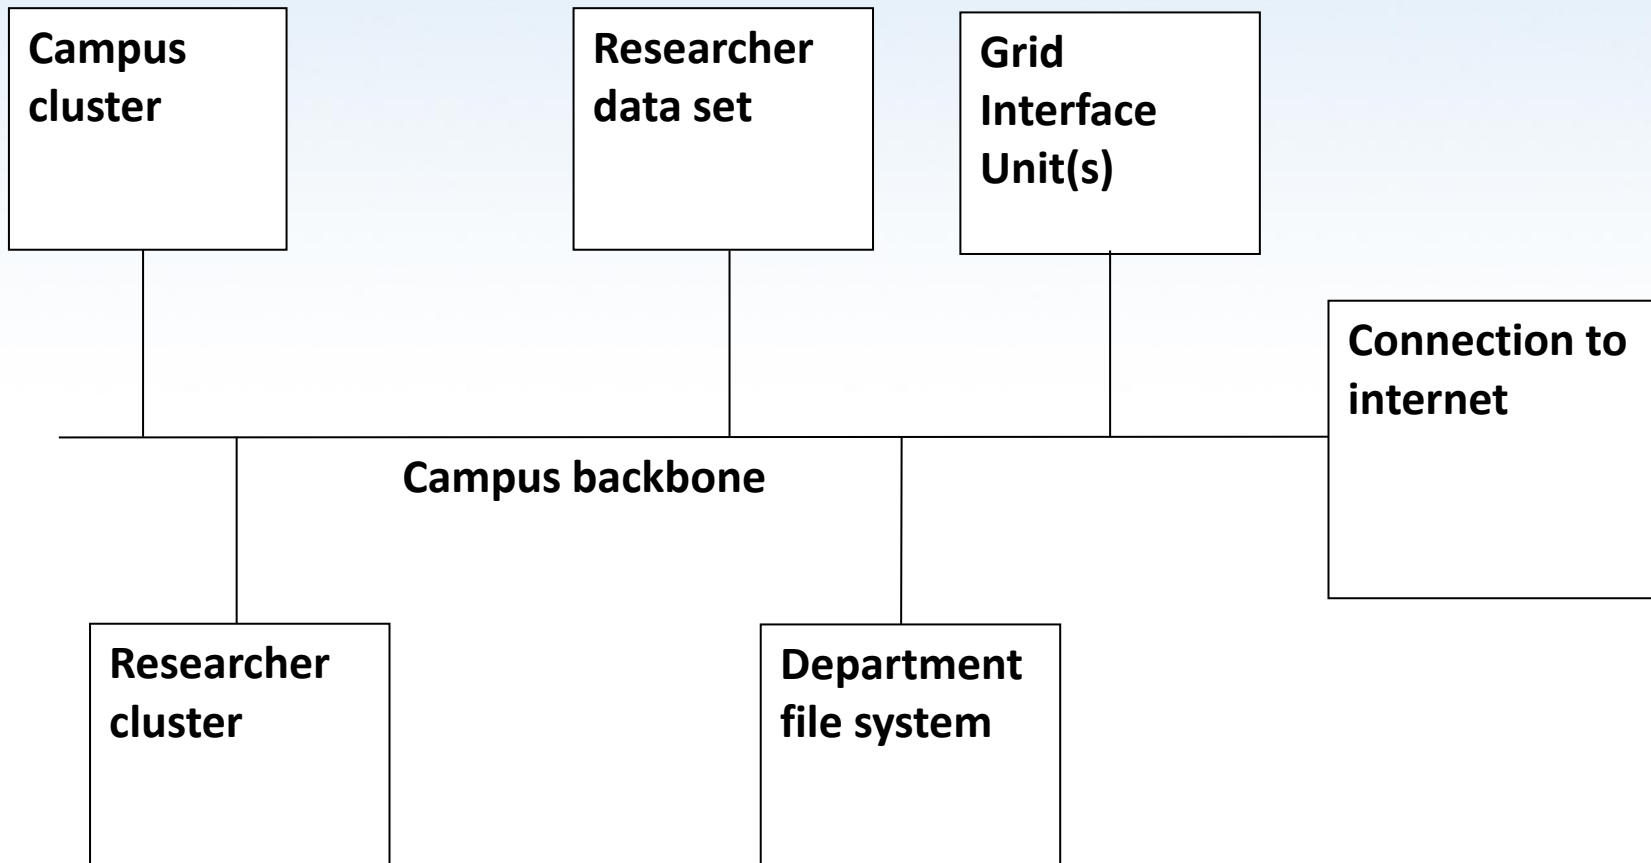 Campus
cluster
Researcher
data set
Grid
Interface
Unit(s)
Connection to
internet
Campus backbone
Researcher
cluster
Department
file system